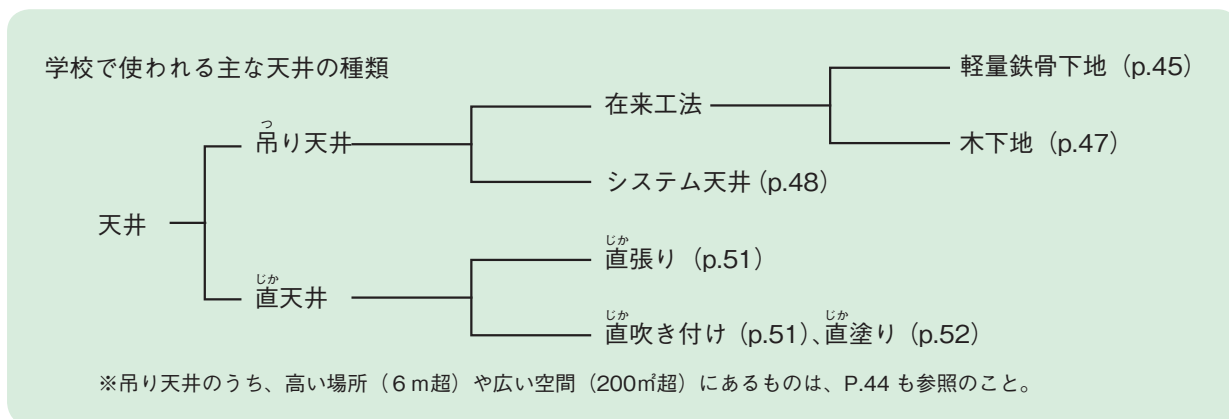 学校で使われる主な天井の種類
軽量鉄骨下地（p.45）
在来工法
つ
吊り天井
木下地（p.47）
システム天井（p.48）
天井
じか
直張り（p.51）
じか
直天井
じか じか
直吹き付け（p.51）、直塗り（p.52）
※吊り天井のうち、高い場所（６ｍ超）や広い空間（200㎡超）にあるものは、P.44 も参照のこと。